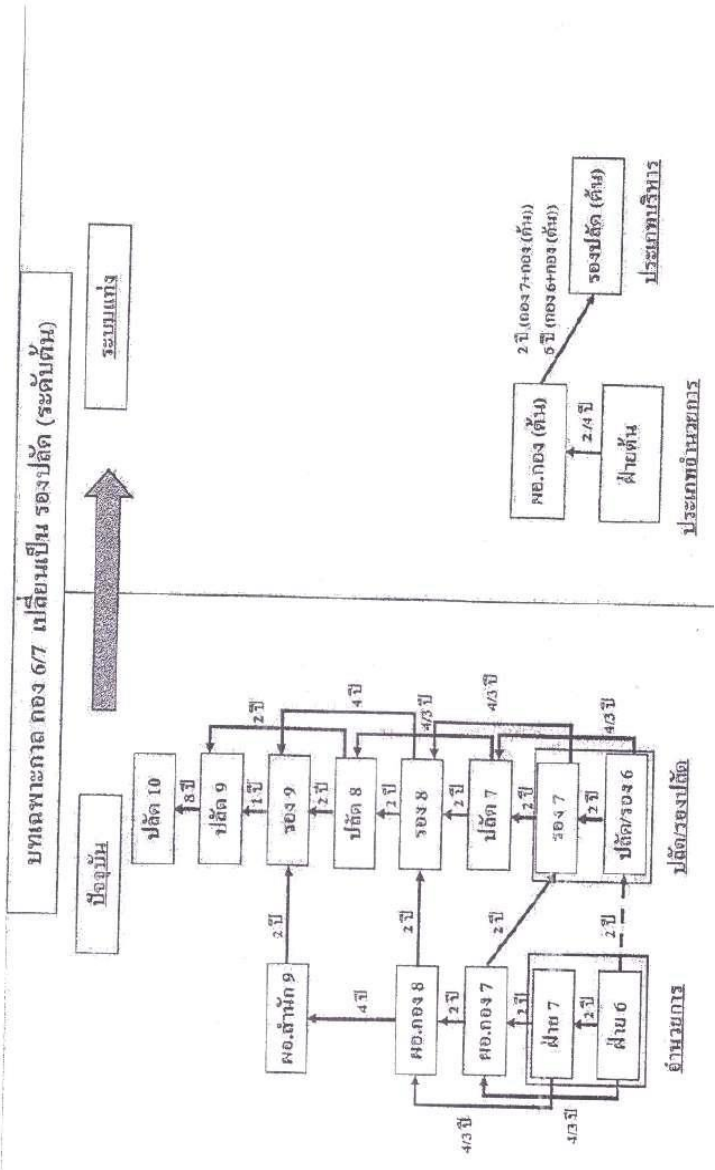 บทเฉพาะกาล กอง 6/7 เปลี่ยนเป็น รองปลัด (ระดับต้น)
ปัจจุบัน
ระบบแท่ง
ปลัด 10
8 ปี
ปลัด 9
1 ปี
2 ปี
ผอ.สำนัก 9
2 ปี
รอง 9
2 ปี
4 ปี
ปลัด 8
4 ปี
2 ปี
4/3 ปี
ผอ.กอง 8
2 ปี
รอง 8
2 ปี
2 ปี
4/3 ปี
ผอ.กอง 7
2 ปี
ปลัด 7
2 ปี
2 ปี
4/3 ปี
ฝ่าย 7
รอง 7
4/3 ปี
2 ปี
2 ปี
4/3 ปี
ฝ่าย 6
2 ปี
ปลัด/รอง 6
อำนวยการ
ปลัด/รองปลัด
2 ปี (กอง 7+กอง (ต้น))
6 ปี (กอง 6+กอง (ต้น))
ผอ.กอง (ต้น)
รองปลัด (ต้น)
2/4 ปี
ฝ่ายต้น
ประเภทอำนวยการ
ประเภทบริหาร